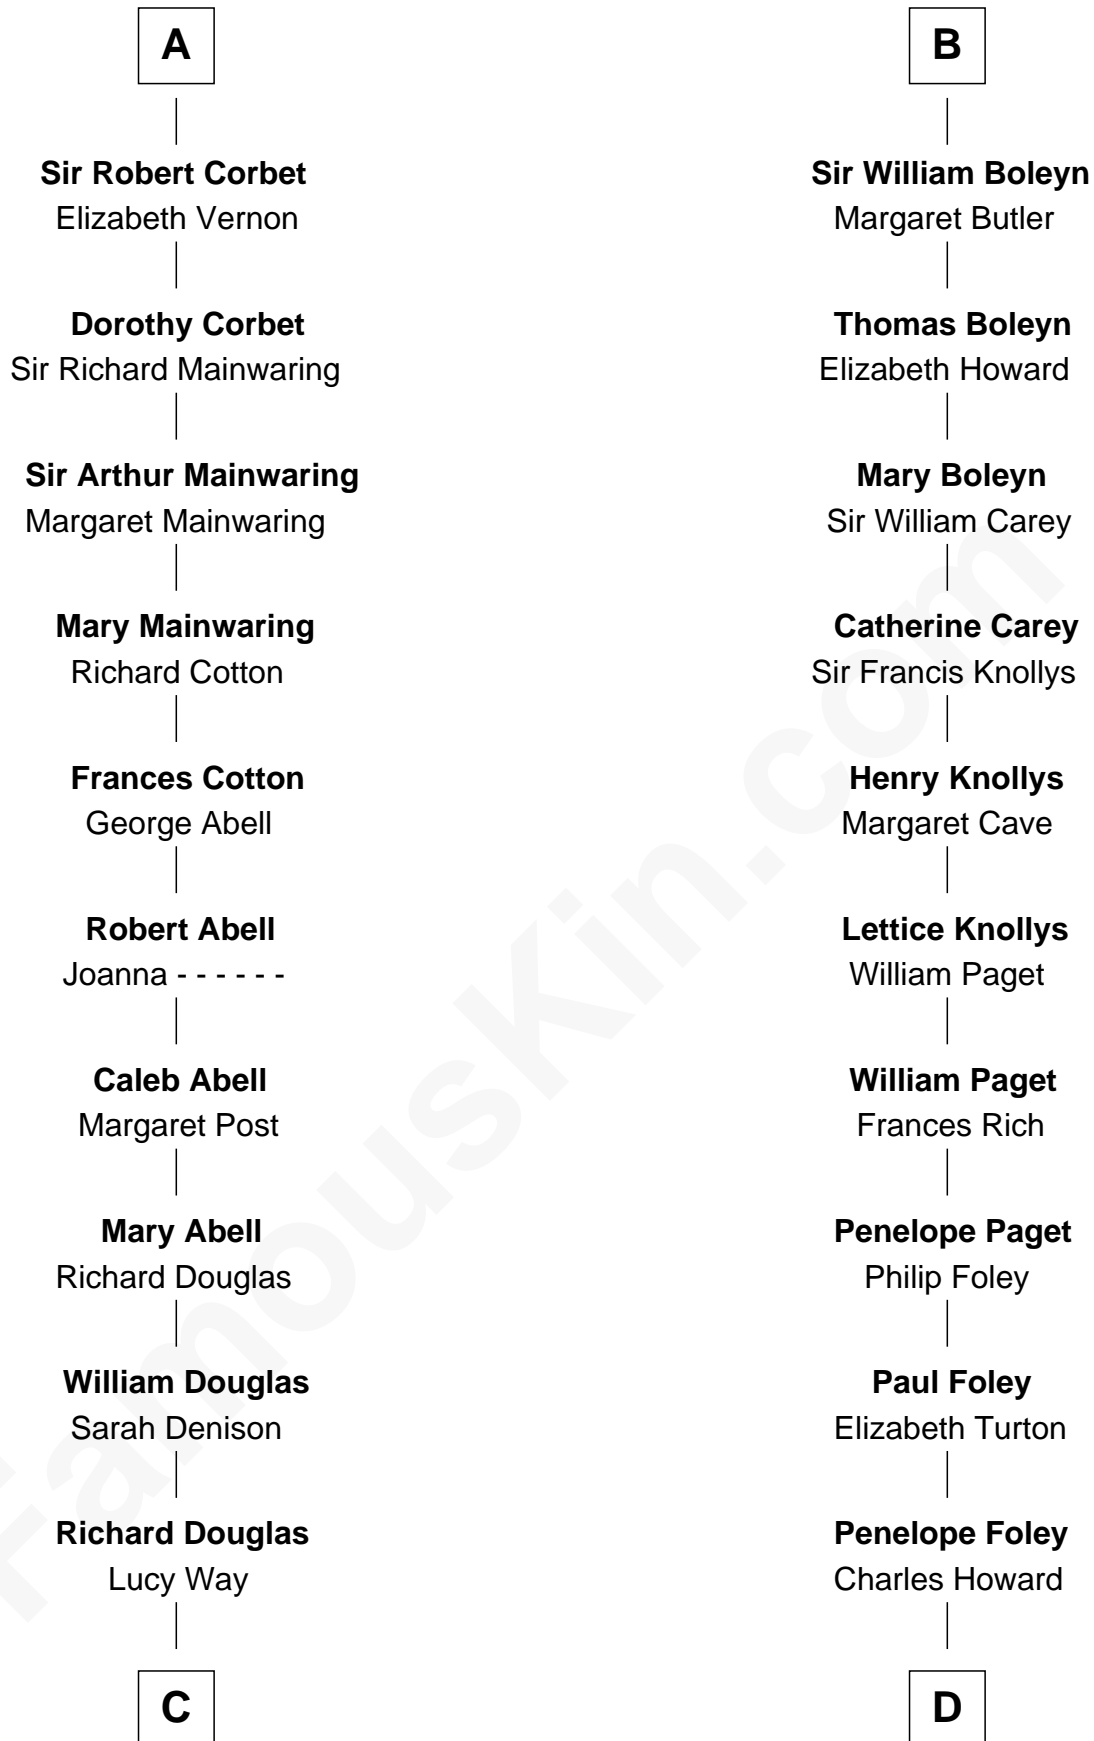 A
Sir Robert Corbet
Elizabeth Vernon
Dorothy Corbet
Sir Richard Mainwaring
Sir Arthur Mainwaring
Margaret Mainwaring
Mary Mainwaring
Richard Cotton
Frances Cotton
George Abell
Robert Abell
Joanna - - - - - -
Caleb Abell
Margaret Post
Mary Abell
Richard Douglas
William Douglas
Sarah Denison
Richard Douglas
Lucy Way
C
B
Sir William Boleyn
Margaret Butler
Thomas Boleyn
Elizabeth Howard
Mary Boleyn
Sir William Carey
Catherine Carey
Sir Francis Knollys
Henry Knollys
Margaret Cave
Lettice Knollys
William Paget
William Paget
Frances Rich
Penelope Paget
Philip Foley
Paul Foley
Elizabeth Turton
Penelope Foley
Charles Howard
D
FamousKin.com